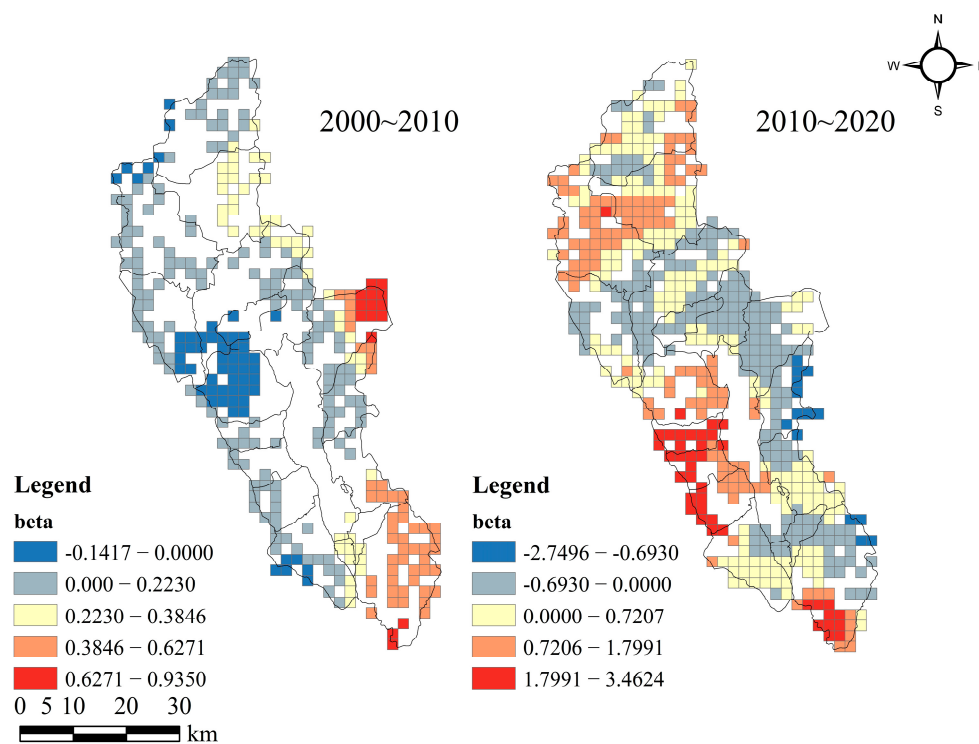 N
W
S
2000~2010
2010~2020
Legend
beta
-0.1417 – 0.0000
0.000 – 0.2230
0.2230 – 0.3846
0.3846 – 0.6271
0.6271 – 0.9350
0 5 10 20 30
km
Legend
beta
-2.7496 – -0.6930
-0.6930 – 0.0000
0.0000 – 0.7207
0.7206 – 1.7991
1.7991 – 3.4624